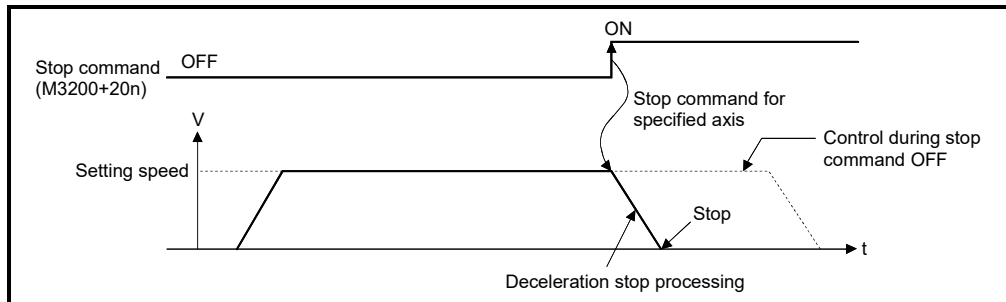 ON
Stop command
(M3200+20n)
OFF
Stop command for
specified axis
V
Control during stop
command OFF
Setting speed
Stop
t
Deceleration stop processing